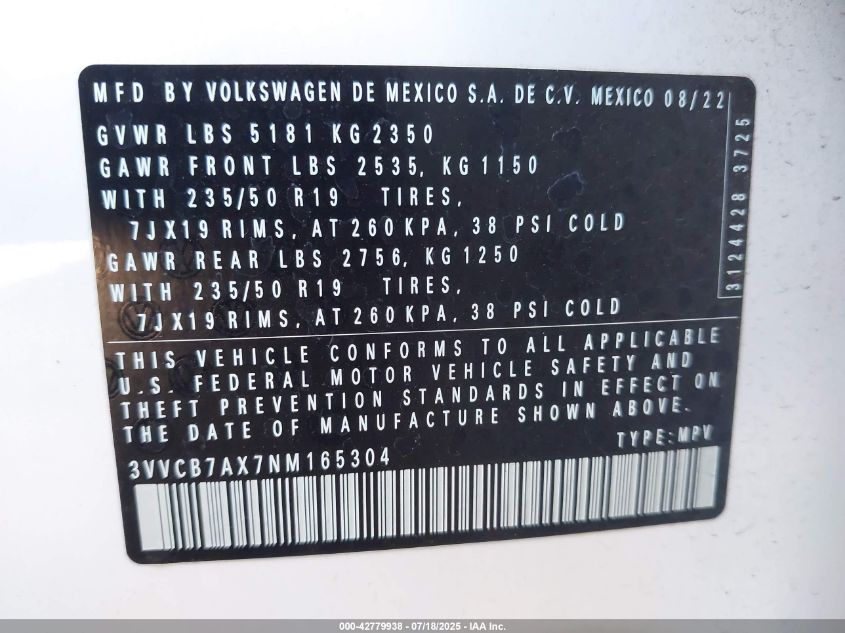 MFD BY VOLKSWAGEN DE MEXICO S.A. DE C.V. MEXICO 08/22
GVWR LBS 5181 KG 2350
GAWR FRONT LBS 2535, KG 1150
WITH 235/50 R19 TIRES,
7JX19 RIMS, AT 260 KPA, 38 PSI COLD
GAWR REAR LBS 2756, KG 1250
WITH 235/50 R19 TIRES,
7JX19 RIMS, AT 260 KPA, 38 PSI COLD
31244428 3725
THIS VEHICLE CONFORMS TO ALL APPLICABLE
U.S. FEDERAL MOTOR VEHICLE SAFETY AND
THEFT PREVENTION STANDARDS IN EFFECT ON
THE DATE OF MANUFACTURE SHOWN ABOVE.
TYPE: MPV
3VVCB7AX7NM165304
000-42779938 - 07/18/2025 - IAA Inc.